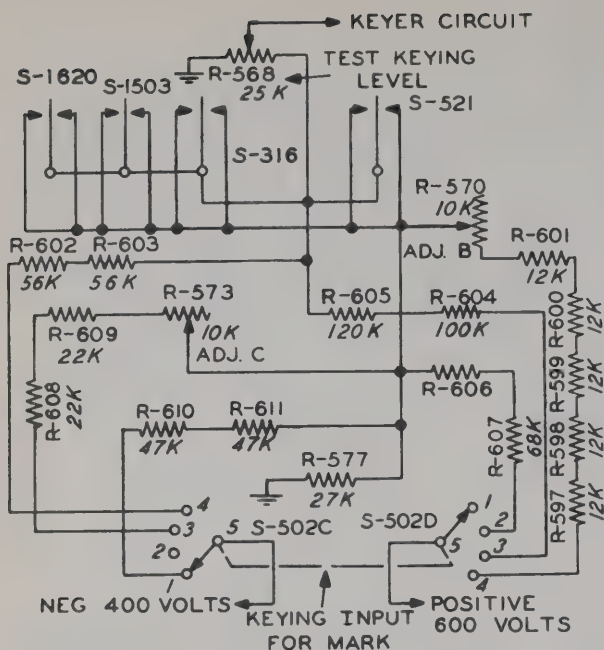 KEYER CIRCUIT
S-1620
S-1503
R-568
25 K
TEST KEYING
LEVEL
S-521
S-316
R-570
10K
ADJ. B
R-601
12K
R-602
56K
R-603
56 K
R-573
10K
ADJ. C
R-605
120K
R-604
100K
R-600
12K
R-609
22K
R-599
12K
R-608
22K
R-606
R-610
47K
R-611
47K
R-607
68K
R-598
12K
R-577
27K
R-597
12K
4
3
2
1
5
S-502C
S-502D
5
1
2
3
4
NEG 400 VOLTS
KEYING INPUT
FOR MARK
POSITIVE
600 VOLTS